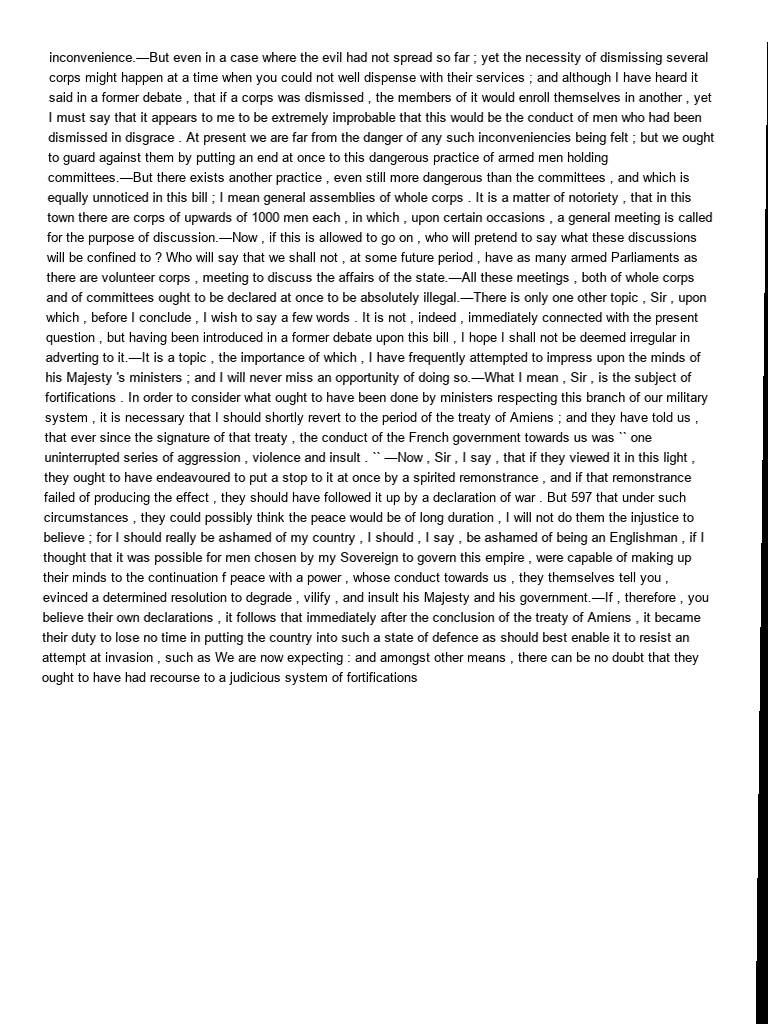 inconvenience.—But even in a case where the evil had not spread so far ; yet the necessity of dismissing several
corps might happen at a time when you could not well dispense with their services ; and although I have heard it
said in a former debate , that if a corps was dismissed , the members of it would enroll themselves in another , yet
I must say that it appears to me to be extremely improbable that this would be the conduct of men who had been
dismissed in disgrace . At present we are far from the danger of any such inconveniencies being felt ; but we ought
to guard against them by putting an end at once to this dangerous practice of armed men holding
committees.—But there exists another practice , even still more dangerous than the committees , and which is
equally unnoticed in this bill ; I mean general assemblies of whole corps . It is a matter of notoriety , that in this
town there are corps of upwards of 1000 men each , in which , upon certain occasions , a general meeting is called
for the purpose of discussion.—Now , if this is allowed to go on , who will pretend to say what these discussions
will be confined to ? Who will say that we shall not , at some future period , have as many armed Parliaments as
there are volunteer corps , meeting to discuss the affairs of the state.—All these meetings , both of whole corps
and of committees ought to be declared at once to be absolutely illegal.—There is only one other topic , Sir , upon
which , before I conclude , I wish to say a few words . It is not , indeed , immediately connected with the present
question , but having been introduced in a former debate upon this bill , I hope I shall not be deemed irregular in
adverting to it.—It is a topic , the importance of which , I have frequently attempted to impress upon the minds of
his Majesty 's ministers ; and I will never miss an opportunity of doing so.—What I mean , Sir , is the subject of
fortifications . In order to consider what ought to have been done by ministers respecting this branch of our military
system , it is necessary that I should shortly revert to the period of the treaty of Amiens ; and they have told us ,
that ever since the signature of that treaty , the conduct of the French government towards us was `` one
uninterrupted series of aggression , violence and insult . `` —Now , Sir , I say , that if they viewed it in this light ,
they ought to have endeavoured to put a stop to it at once by a spirited remonstrance , and if that remonstrance
failed of producing the effect , they should have followed it up by a declaration of war . But 597 that under such
circumstances , they could possibly think the peace would be of long duration , I will not do them the injustice to
believe ; for I should really be ashamed of my country , I should , I say , be ashamed of being an Englishman , if I
thought that it was possible for men chosen by my Sovereign to govern this empire , were capable of making up
their minds to the continuation f peace with a power , whose conduct towards us , they themselves tell you ,
evinced a determined resolution to degrade , vilify , and insult his Majesty and his government.—If , therefore , you
believe their own declarations , it follows that immediately after the conclusion of the treaty of Amiens , it became
their duty to lose no time in putting the country into such a state of defence as should best enable it to resist an
attempt at invasion , such as We are now expecting : and amongst other means , there can be no doubt that they
ought to have had recourse to a judicious system of fortifications